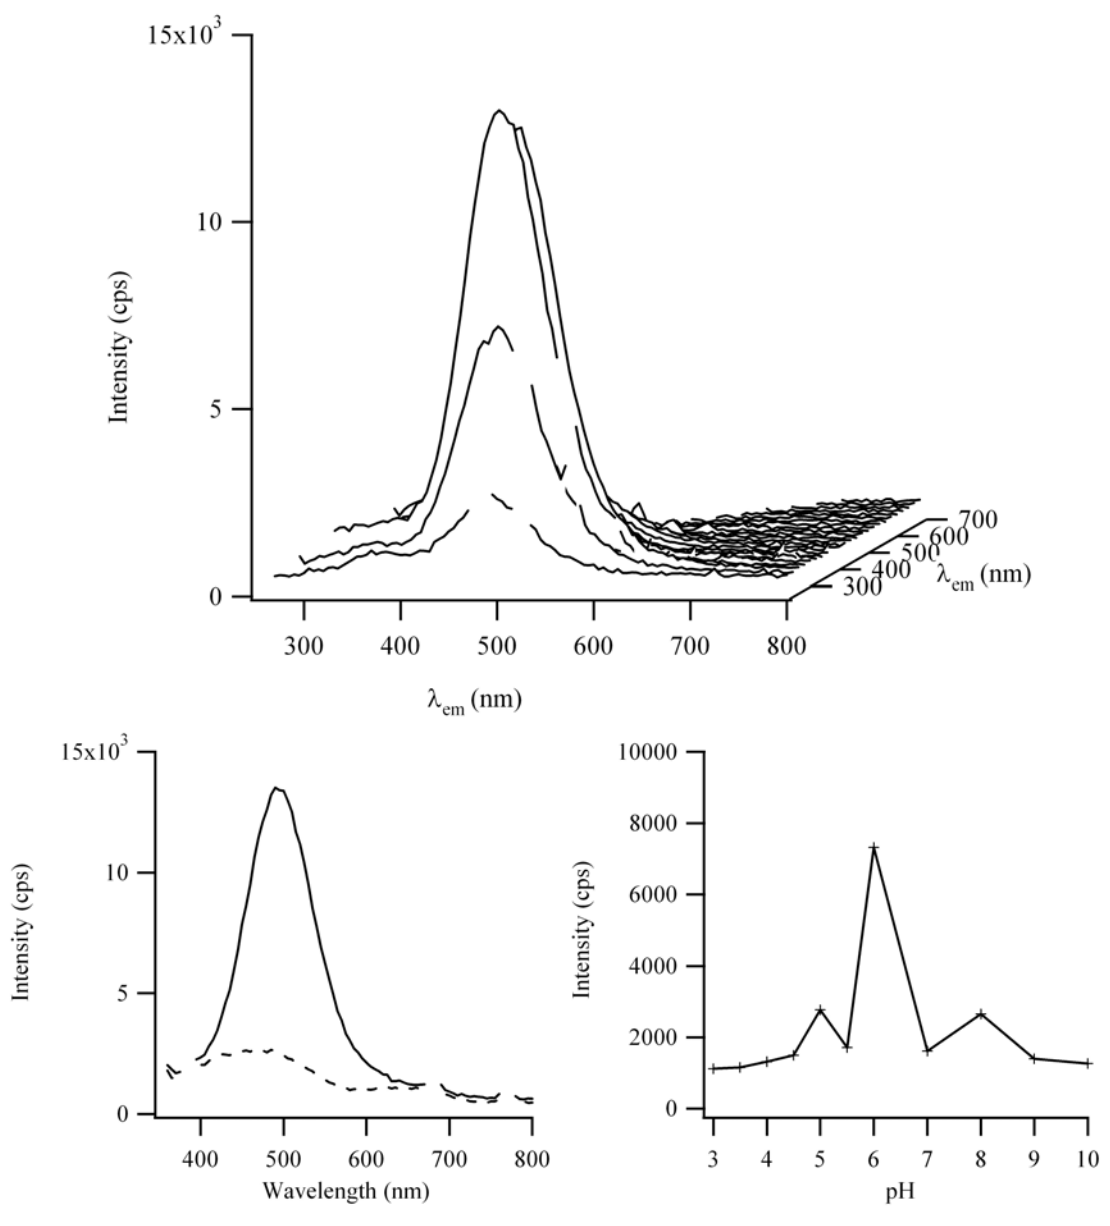 15x10³
10
5
0
Intensity (cps)
300 400 500 600 700 800
λem (nm)
700
600
500
400
300
λem (nm)
15x10³
10
5
0
Intensity (cps)
400 500 600 700 800
Wavelength (nm)
10000
8000
6000
4000
2000
0
Intensity (cps)
3 4 5 6 7 8 9 10
pH